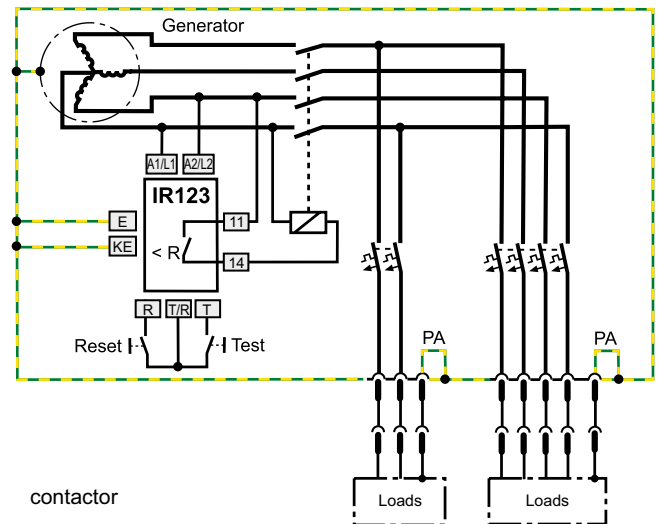 Generator
A1/L1 A2/L2
IR123
E
11
KE
< R
14
R T/R T
Reset Test
PA PA
contactor
Loads Loads